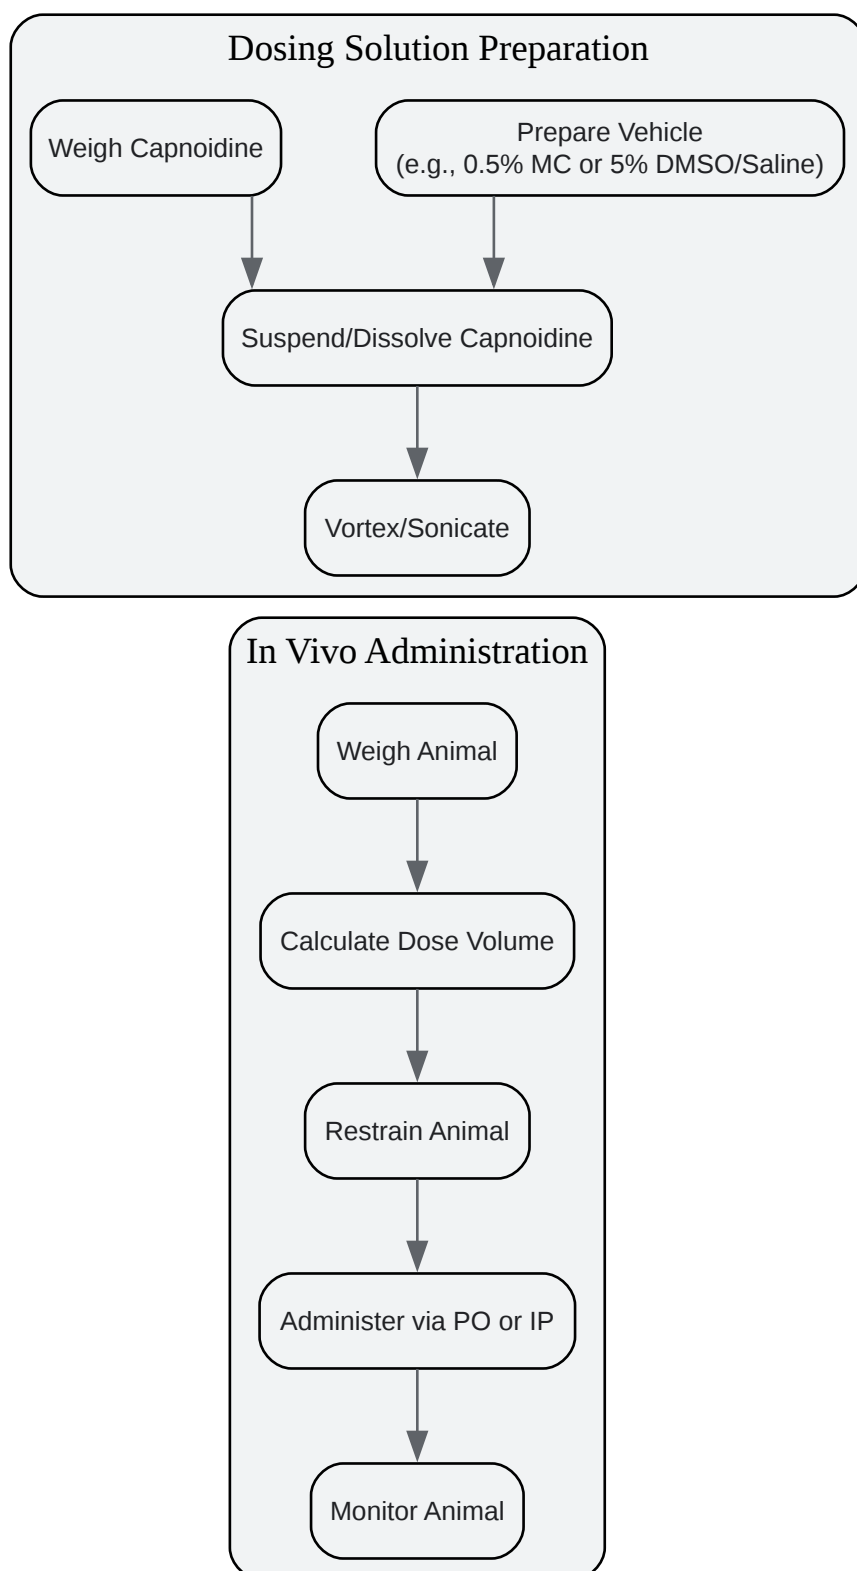 Dosing Solution Preparation
Weigh Capnoidine
Prepare Vehicle
(e.g., 0.5% MC or 5% DMSO/Saline)
Suspend/Dissolve Capnoidine
Vortex/Sonicate
In Vivo Administration
Weigh Animal
Calculate Dose Volume
Restrain Animal
Administer via PO or IP
Monitor Animal